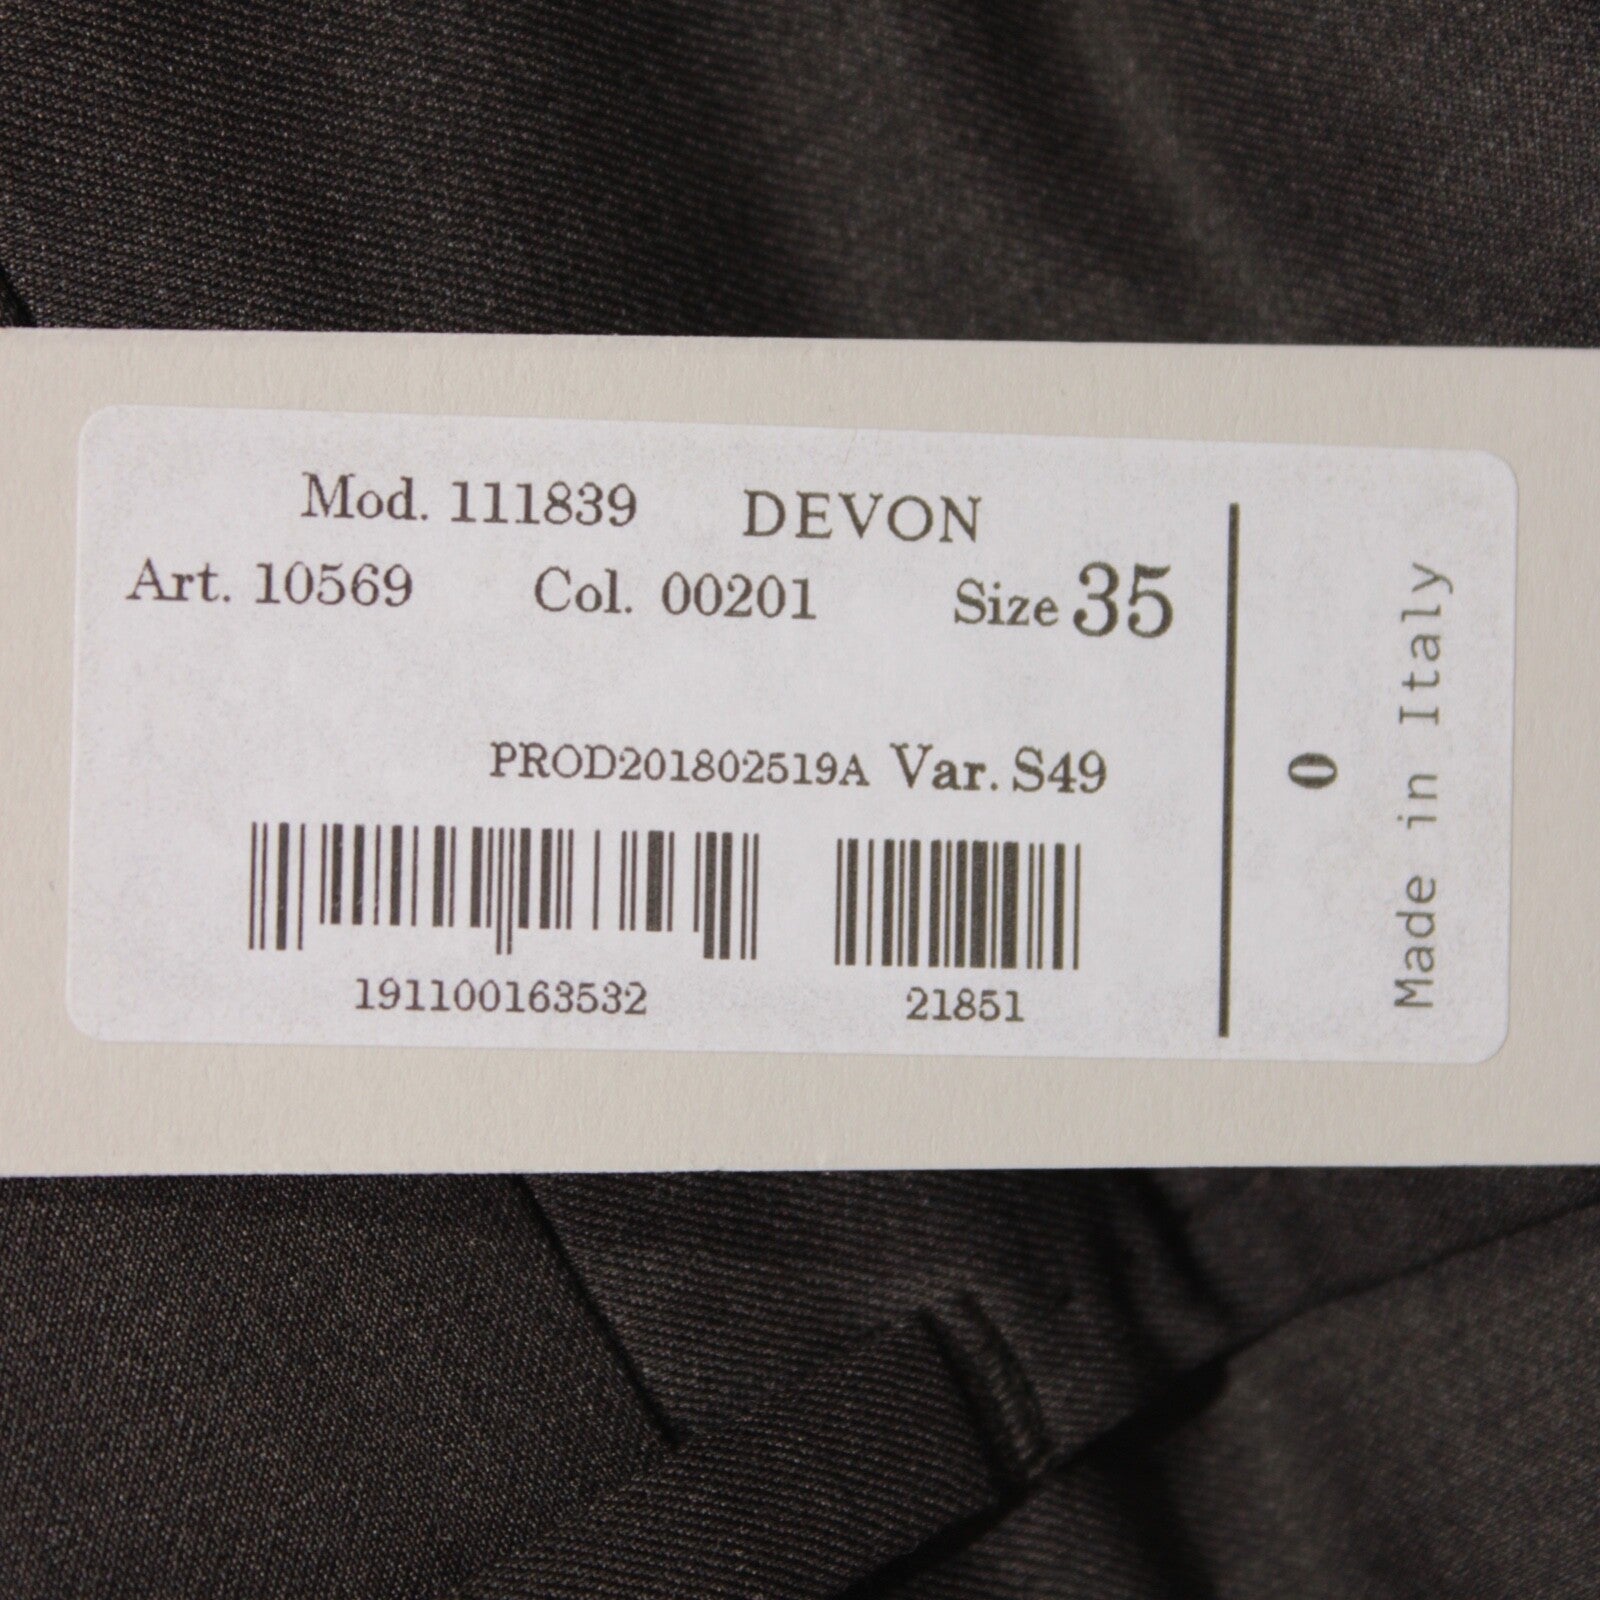 Mod. 111839 DEVON
Art. 10569 Col. 00201 Size 35
PROD201802519A Var. S49
191100163532 21851
0
Made in Italy